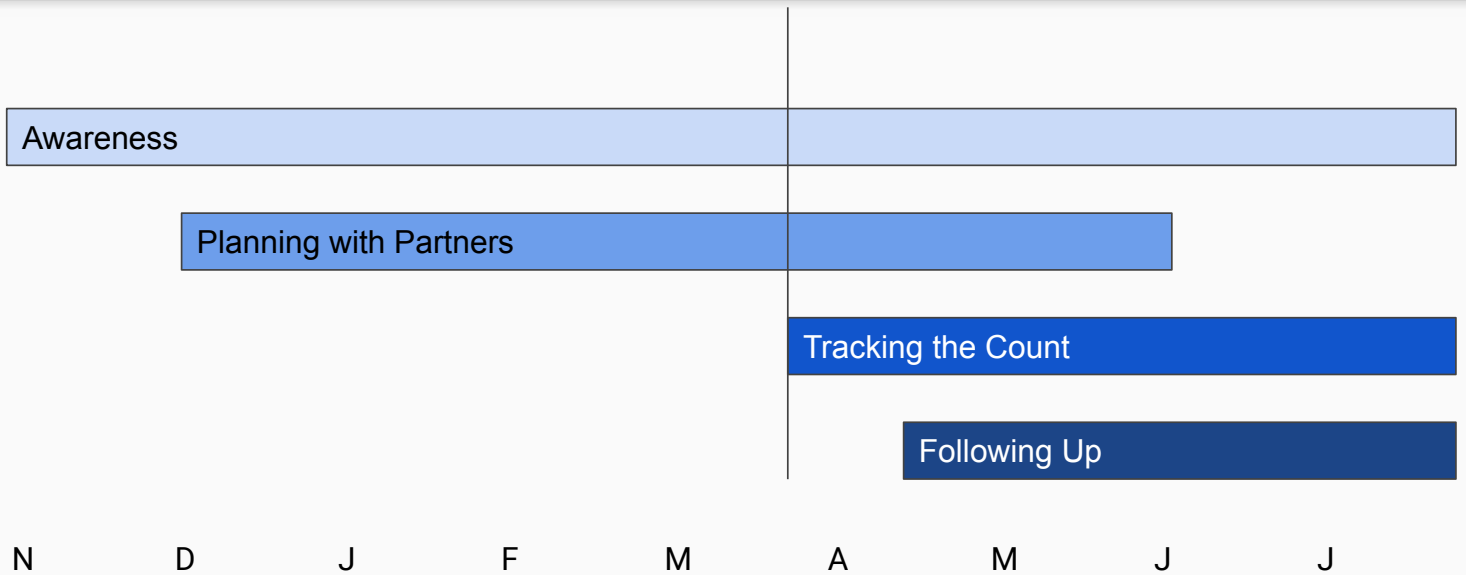 Awareness
Planning with Partners
Tracking the Count
Following Up
N D J F M A M J J